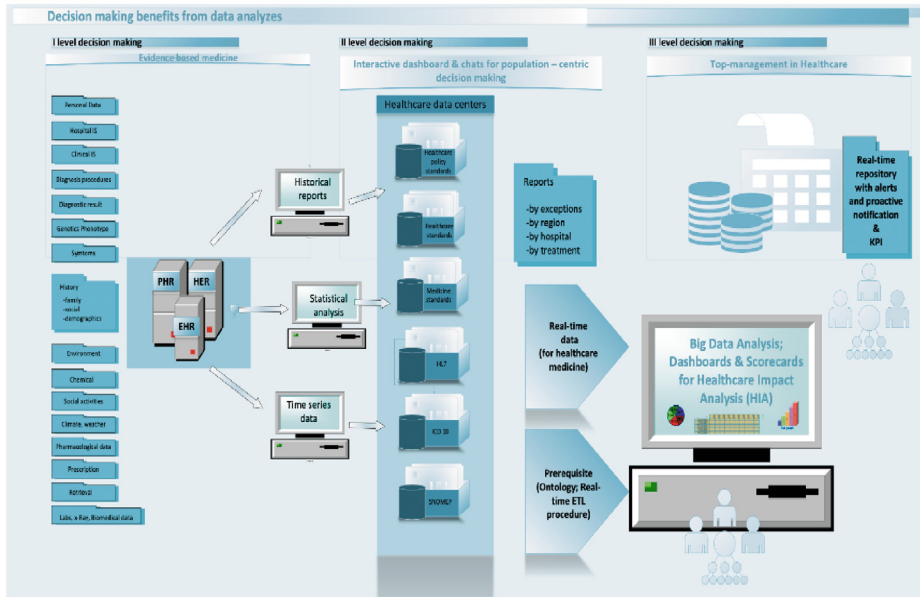 Decision making benefits from data analyzes
I level decision making
Evidence based medicine
Personal Data
Hospital IS
Clinical IS
Diagnosis procedures
Diagnostic result
Genetics Phenotype
Symtoms
History
-family
-social
-demographics
Environment
Chemical
Social activities
Climate, weather
Pharmacological data
Prescription
Retrieval
Labs, x-Ray, Biomedical data
PHR
HER
EHR
Historical
reports
Statistical
analysis
Time series
data
II level decision making
Interactive dashboard & chats for population – centric
decision making
Healthcare data centers
Healthcare
policy
standards
Healthcare
standards
Medicine
standards
HL7
ICD 10
Reports
-by exceptions
-by region
-by hospital
-by treatment
Real-time
data
(for healthcare
medicine)
Prerequisite
(Ontology; Real-
time ETL
procedure)
III level decision making
Top-management in Healthcare
Real-time
repository
with alerts
and proactive
notification
&
KPI
Big Data Analysis;
Dashboards & Scorecards
for Healthcare Impact
Analysis (HIA)